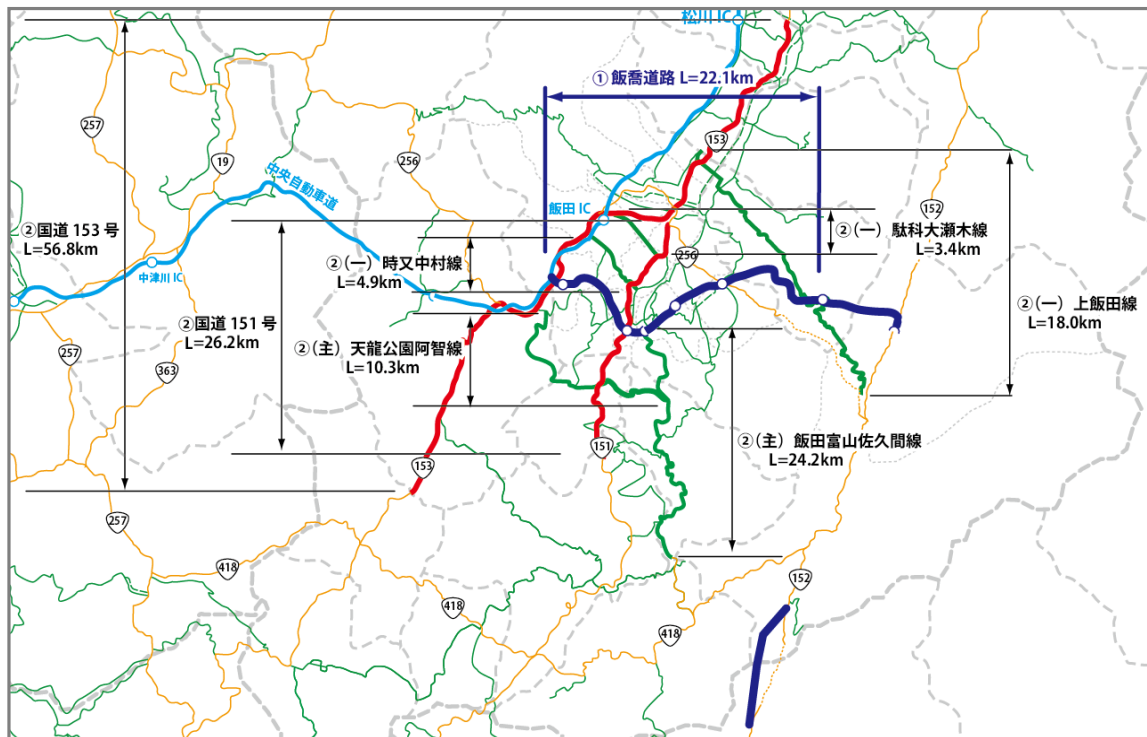 松川 IC
① 飯喬道路 L=22.1km
257
19
256
153
中央自動車道
152
飯田 IC
②国道 153 号
L=56.8km
②(一) 駄科大瀬木線
L=3.4km
②(一) 時又中村線
L=4.9km
256
中津川 IC
②(一) 上飯田線
L=18.0km
②国道 151 号
L=26.2km
②(主) 天龍公園阿智線
L=10.3km
257
363
②(主) 飯田富山佐久間線
L=24.2km
151
153
257
418
152
418
418